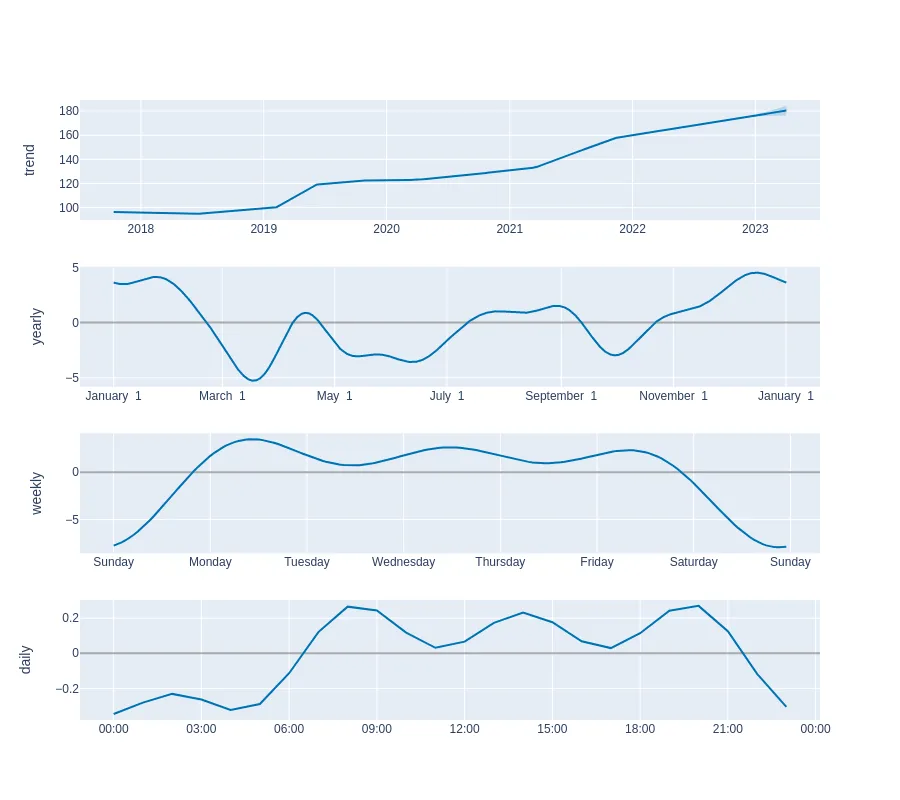 trend
180
160
140
120
100
2018 2019 2020 2021 2022 2023
yearly
5
0
−5
January 1 March 1 May 1 July 1 September 1 November 1 January 1
weekly
0
−5
Sunday Monday Tuesday Wednesday Thursday Friday Saturday Sunday
daily
0.2
0
−0.2
00:00 03:00 06:00 09:00 12:00 15:00 18:00 21:00 00:00